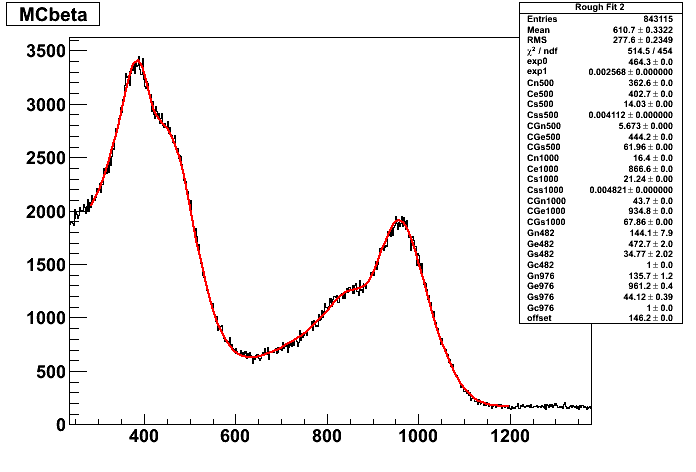 MCbeta
Rough Fit 2
Entries 843115
Mean 610.7 ± 0.3322
RMS 277.6 ± 0.2349
χ² / ndf 514.5 / 454
exp0 464.3 ± 0.0
exp1 0.002568 ± 0.000000
Cn500 362.6 ± 0.0
Ce500 402.7 ± 0.0
Cs500 14.03 ± 0.00
Css500 0.004112 ± 0.000000
CGn500 5.673 ± 0.000
CGe500 444.2 ± 0.0
CGs500 61.96 ± 0.00
Cn1000 16.4 ± 0.0
Ce1000 866.6 ± 0.0
Cs1000 21.24 ± 0.00
Css1000 0.004821 ± 0.000000
CGn1000 43.7 ± 0.0
CGe1000 934.8 ± 0.0
CGs1000 67.86 ± 0.00
Gn482 144.1 ± 7.9
Ge482 472.7 ± 2.0
Gs482 34.77 ± 2.02
Gc482 1 ± 0.0
Gn976 135.7 ± 1.2
Ge976 961.2 ± 0.4
Gs976 44.12 ± 0.39
Gc976 1 ± 0.0
offset 146.2 ± 0.0
3500
3000
2500
2000
1500
1000
500
0
400 600 800 1000 1200